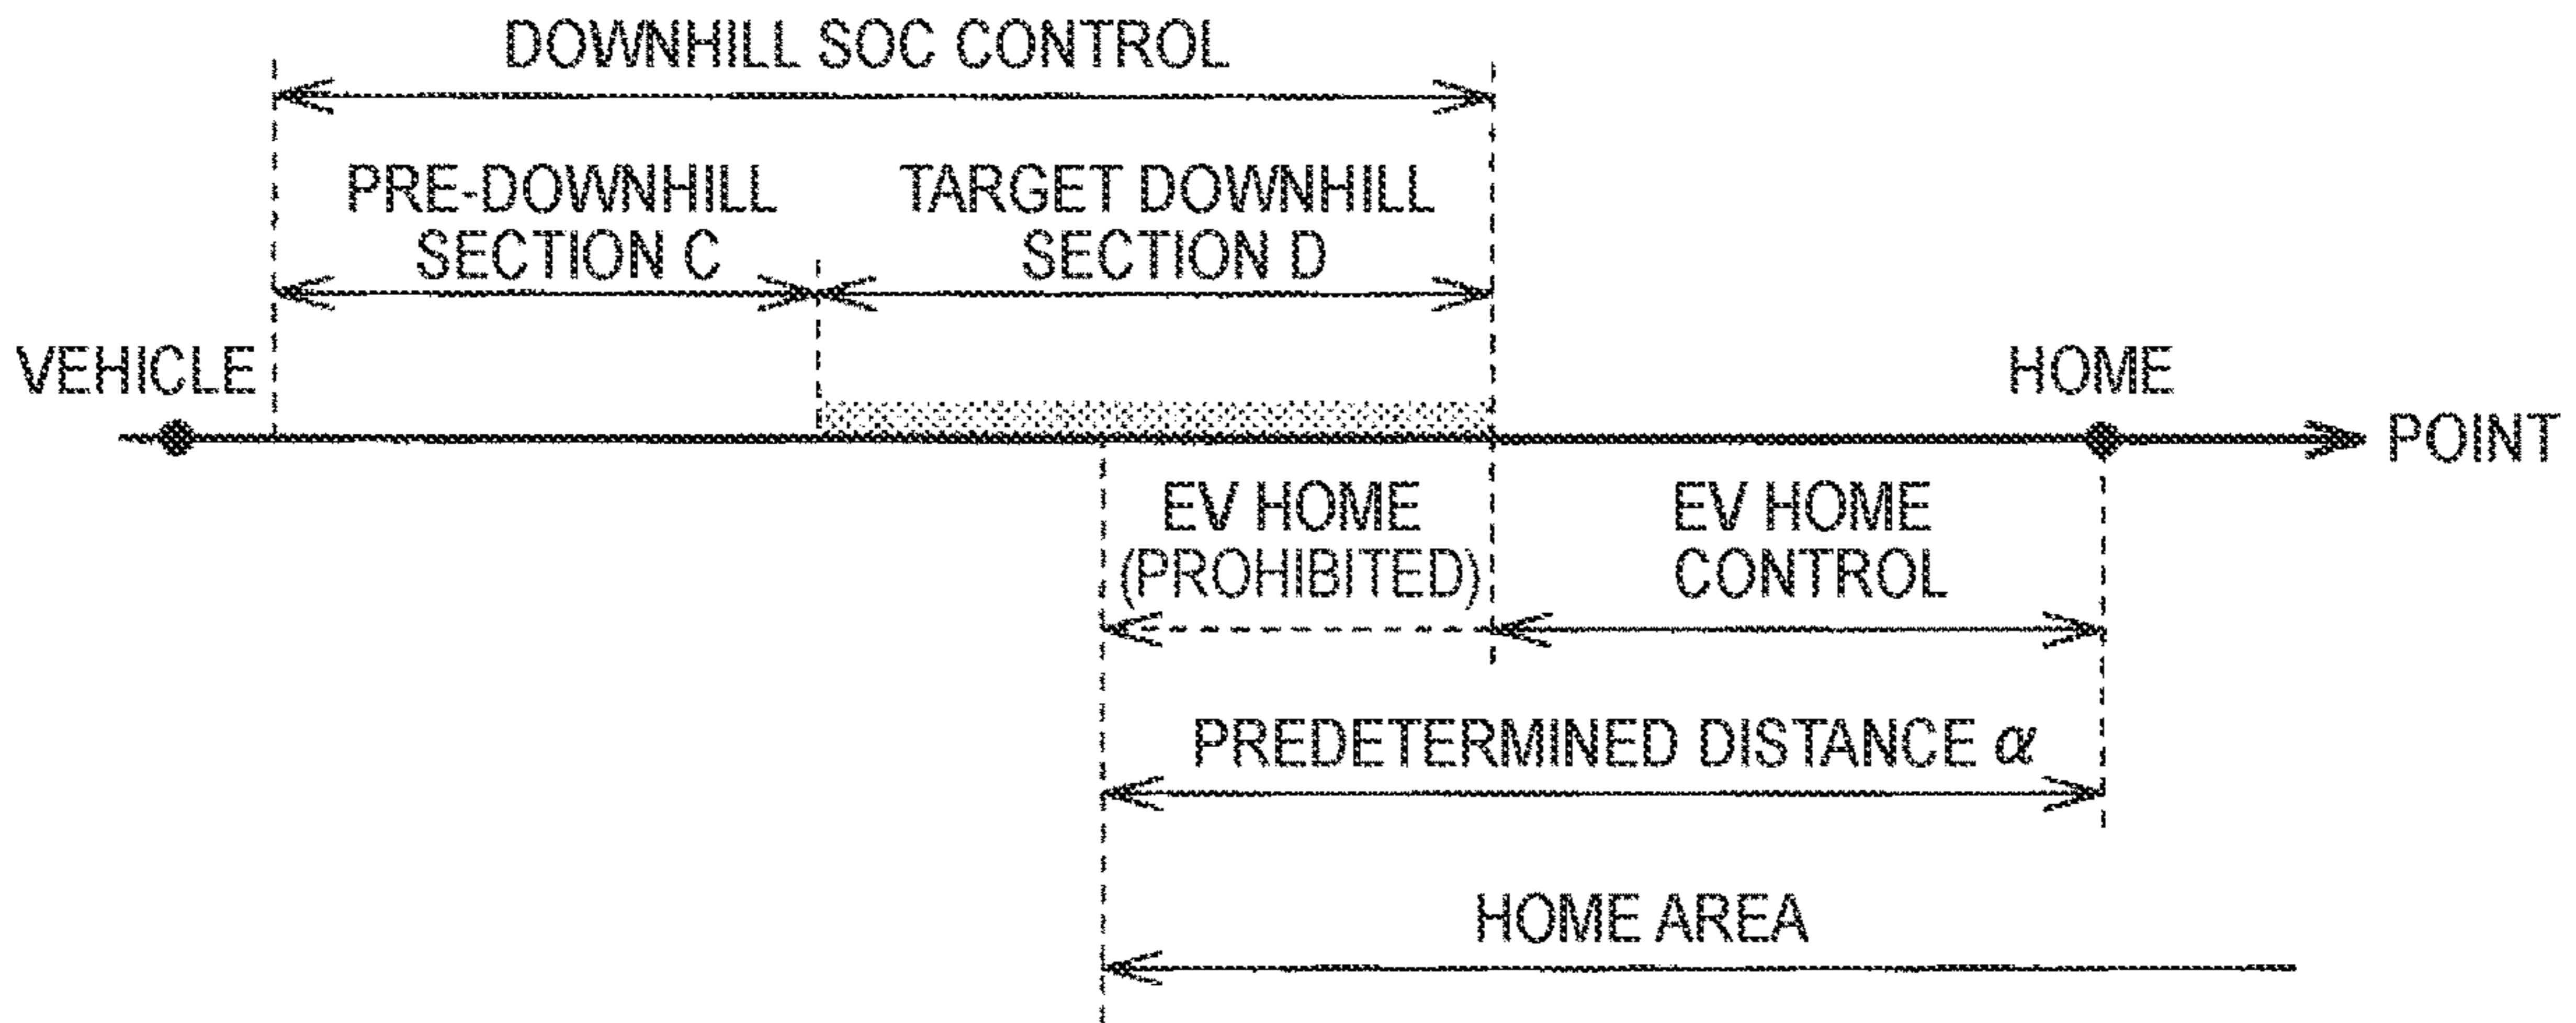 DOWNHILL SOC CONTROL
PRE-DOWNHILL
SECTION C
TARGET DOWNHILL
SECTION D
VEHICLE
HOME
POINT
EV HOME
(PROHIBITED)
EV HOME
CONTROL
PREDETERMINED DISTANCE α
HOME AREA